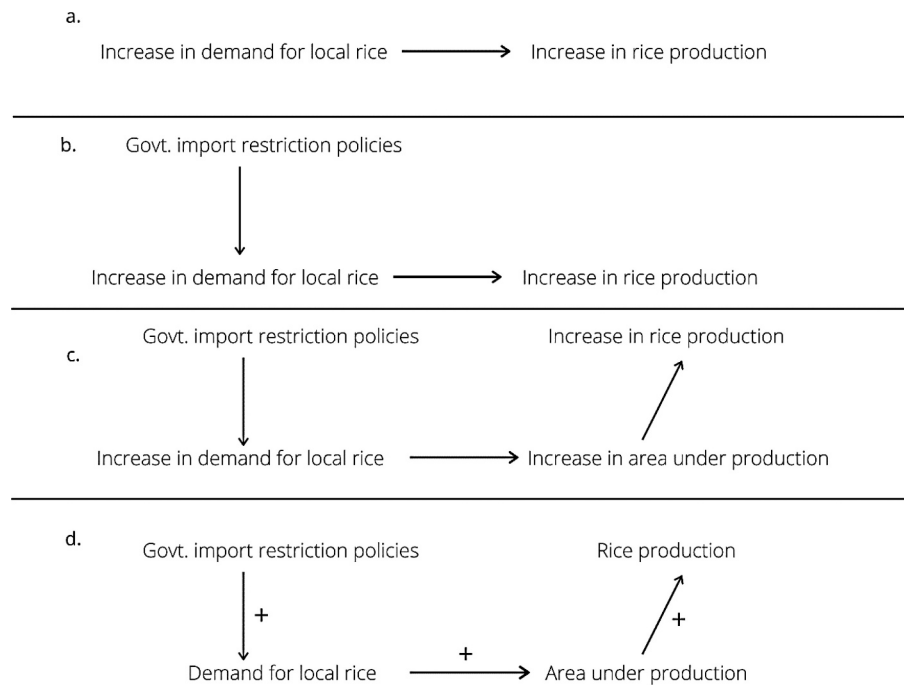 a.
Increase in demand for local rice
Increase in rice production
b.
Govt. import restriction policies
Increase in demand for local rice
Increase in rice production
c.
Govt. import restriction policies
Increase in rice production
Increase in demand for local rice
Increase in area under production
d.
Govt. import restriction policies
Rice production
+
+
+
Demand for local rice
Area under production